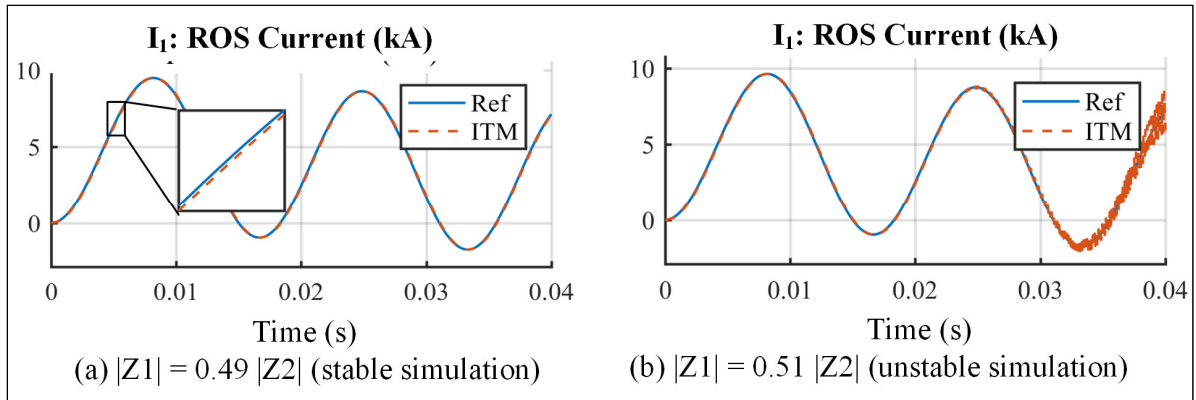 I₁: ROS Current (kA)
10
5
0
Ref
ITM
0
0.01
0.02
0.03
0.04
Time (s)
(a) |Z1| = 0.49 |Z2| (stable simulation)
I₁: ROS Current (kA)
10
5
0
Ref
ITM
0
0.01
0.02
0.03
0.04
Time (s)
(b) |Z1| = 0.51 |Z2| (unstable simulation)